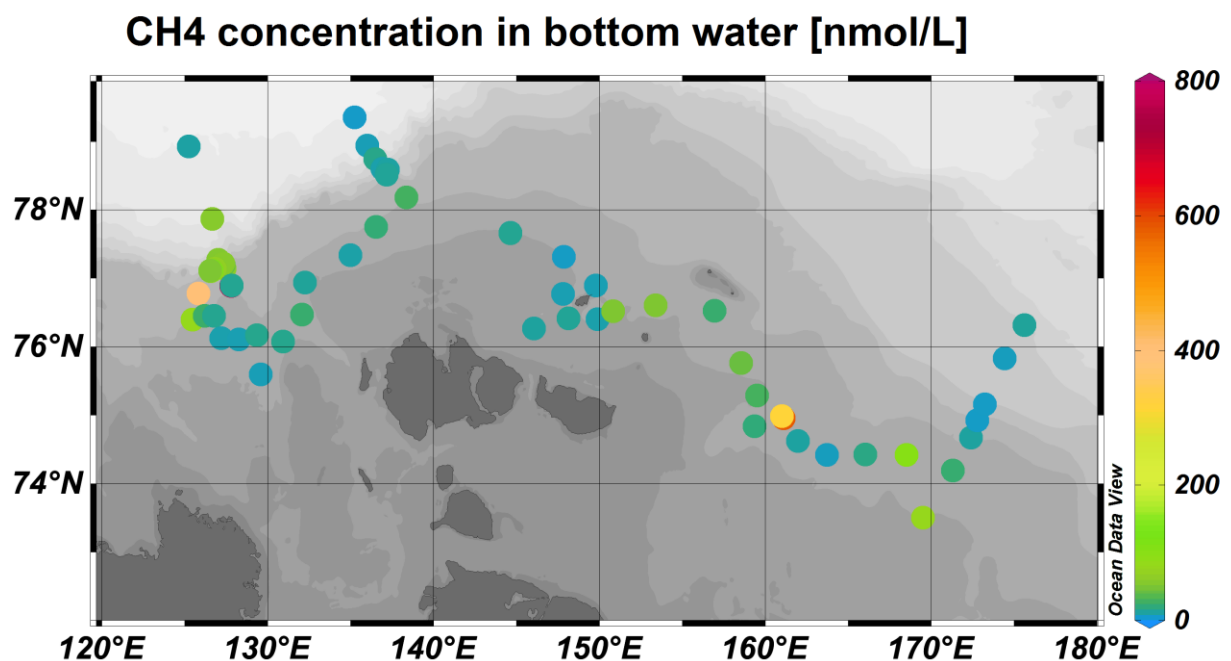 CH4 concentration in bottom water [nmol/L]
800
600
400
200
0
Ocean Data View
78°N
76°N
74°N
120°E
130°E
140°E
150°E
160°E
170°E
180°E